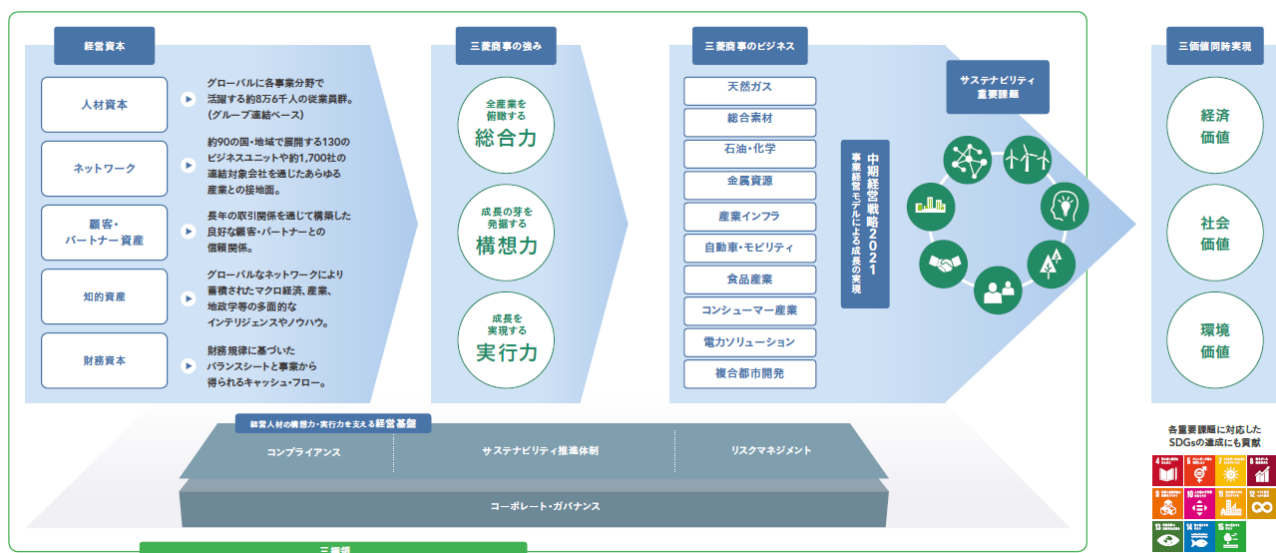 経営資本
人材資本
グローバルに各事業分野で
活躍する約8万6千人の従業員群。
(グループ連結ベース)
ネットワーク
約90の国・地域で展開する130の
ビジネスユニットや約1,700社の
連結対象会社を通じたあらゆる
産業との接地面。
顧客・
パートナー資産
長年の取引関係を通じて構築した
良好な顧客・パートナーとの
信頼関係。
知的資産
グローバルなネットワークにより
蓄積されたマクロ経済、産業、
地政学等の多面的な
インテリジェンスやノウハウ。
財務資本
財務規律に基づいた
バランスシートと事業から
得られるキャッシュ・フロー。
三菱商事の強み
全産業を
俯瞰する
総合力
成長の芽を
発掘する
構想力
成長を
実現する
実行力
三菱商事のビジネス
天然ガス
総合素材
石油・化学
金属資源
産業インフラ
自動車・モビリティ
食品産業
コンシューマー産業
電力ソリューション
複合都市開発
中期経営戦略2021
事業経営モデルによる成長の実現
サステナビリティ
重要課題
三価値同時実現
経済
価値
社会
価値
環境
価値
各重要課題に対応した
SDGsの達成にも貢献
4
5
7
8
9
10
11
12
13
14
15
経営人材の構想力・実行力を支える経営基盤
コンプライアンス
サステナビリティ推進体制
リスクマネジメント
コーポレート・ガバナンス
三綱領